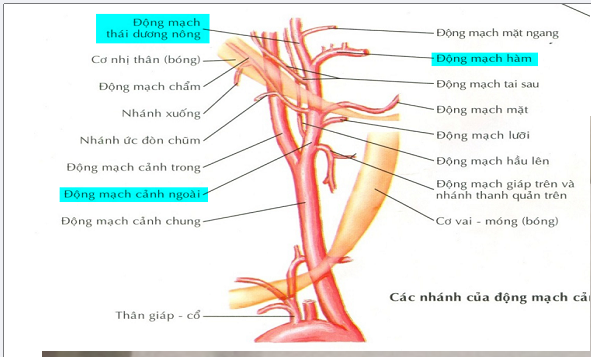 Động mạch
thái dương nông
Cơ nhị thân (bóng)
Động mạch chẩm
Nhánh xuống
Nhánh ức đòn chũm
Động mạch cảnh trong
Động mạch cảnh ngoài
Động mạch cảnh chung
Thân giáp - cổ
Động mạch mặt ngang
Động mạch hàm
Động mạch tai sau
Động mạch mặt
Động mạch lưỡi
Động mạch hầu lên
Động mạch giáp trên và
nhánh thanh quản trên
Cơ vai - móng (bóng)
Các nhánh của động mạch cả